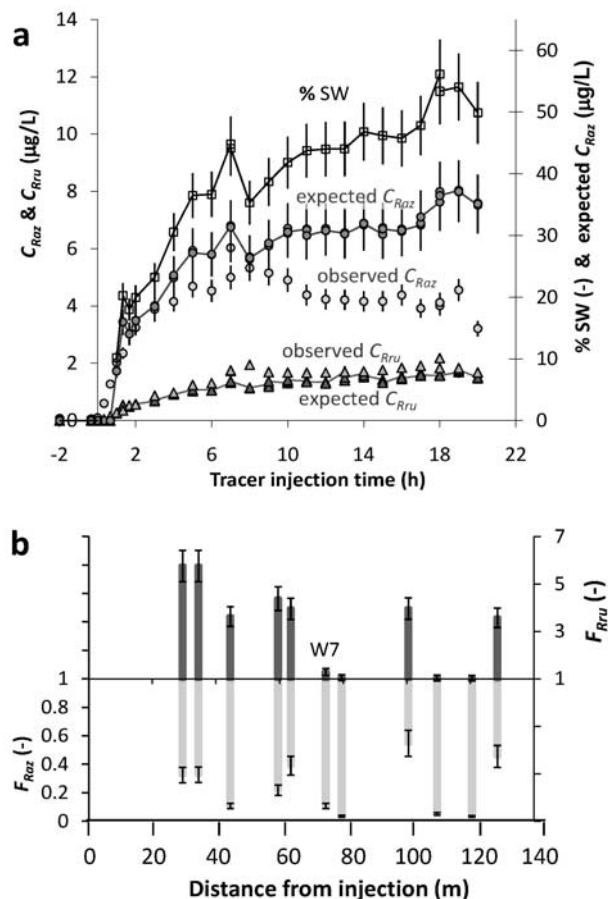 a
14
12
10
8
6
4
2
0
C_Raz & C_Rru (µg/L)
60
50
40
30
20
10
0
% SW (-) & expected C_Raz (µg/L)
% SW
expected C_Raz
observed C_Raz
observed C_Rru
expected C_Rru
-2 2 6 10 14 18 22
Tracer injection time (h)
b
7
5
3
1
F_Rru (-)
W7
1
0.8
0.6
0.4
0.2
0
F_Raz (-)
0 20 40 60 80 100 120 140
Distance from injection (m)